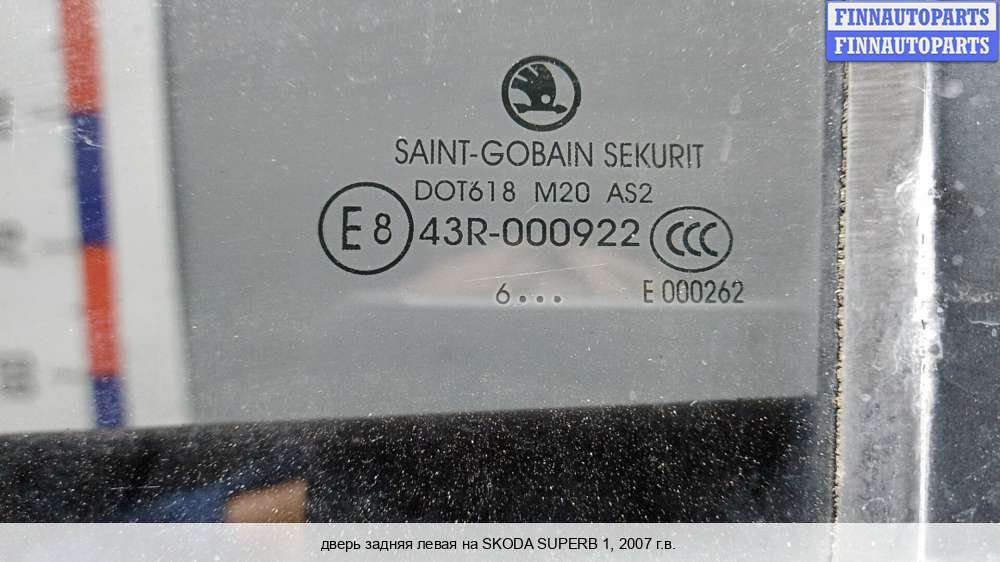 FINNAUTOPARTS
FINNAUTOPARTS
SAINT-GOBAIN SEKURIT
DOT618 M20 AS2
E8 43R-000922 CCC
6... E 000262
дверь задняя левая на SKODA SUPERB 1, 2007 г.в.